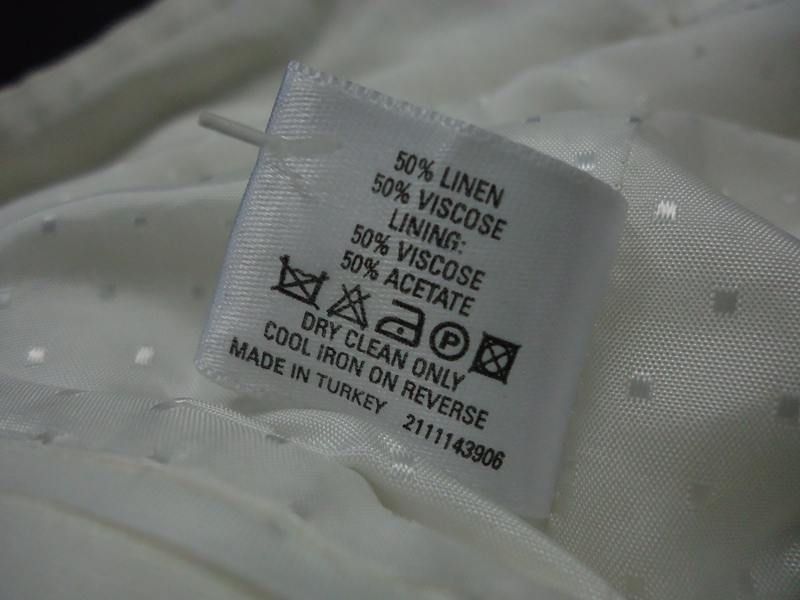 50% LINEN
50% VISCOSE
LINING:
50% VISCOSE
50% ACETATE
P
DRY CLEAN ONLY
COOL IRON ON REVERSE
MADE IN TURKEY 2111143906